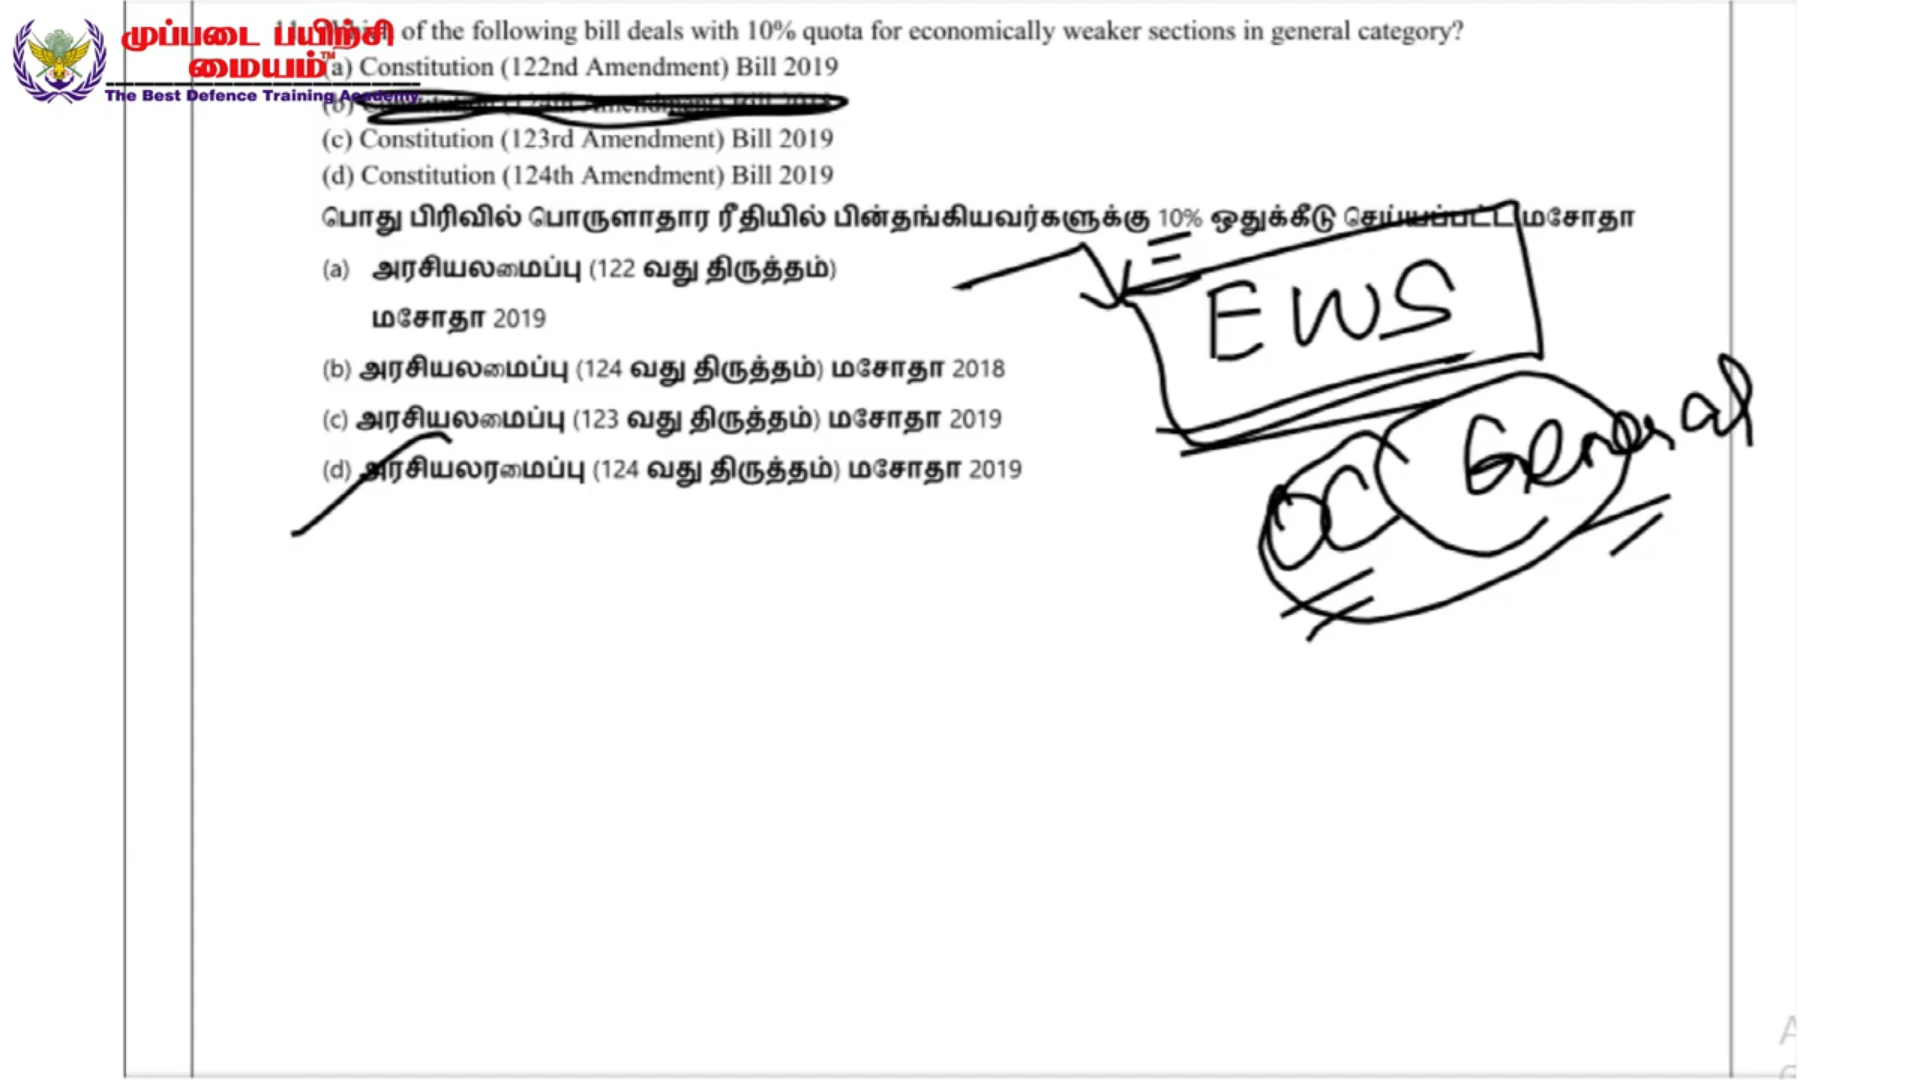 முப்படை பயிற்சி
மையம்™
The Best Defence Training Academy
of the following bill deals with 10% quota for economically weaker sections in general category?
(a) Constitution (122nd Amendment) Bill 2019
(b)
(c) Constitution (123rd Amendment) Bill 2019
(d) Constitution (124th Amendment) Bill 2019
பொது பிரிவில் பொருளாதார ரீதியில் பின்தங்கியவர்களுக்கு 10% ஒதுக்கீடு செய்யப்பட்ட மசோதா
(a) அரசியலமைப்பு (122 வது திருத்தம்)
மசோதா 2019
(b) அரசியலமைப்பு (124 வது திருத்தம்) மசோதா 2018
(c) அரசியலமைப்பு (123 வது திருத்தம்) மசோதா 2019
(d) அரசியலரமைப்பு (124 வது திருத்தம்) மசோதா 2019
EWS
OC General